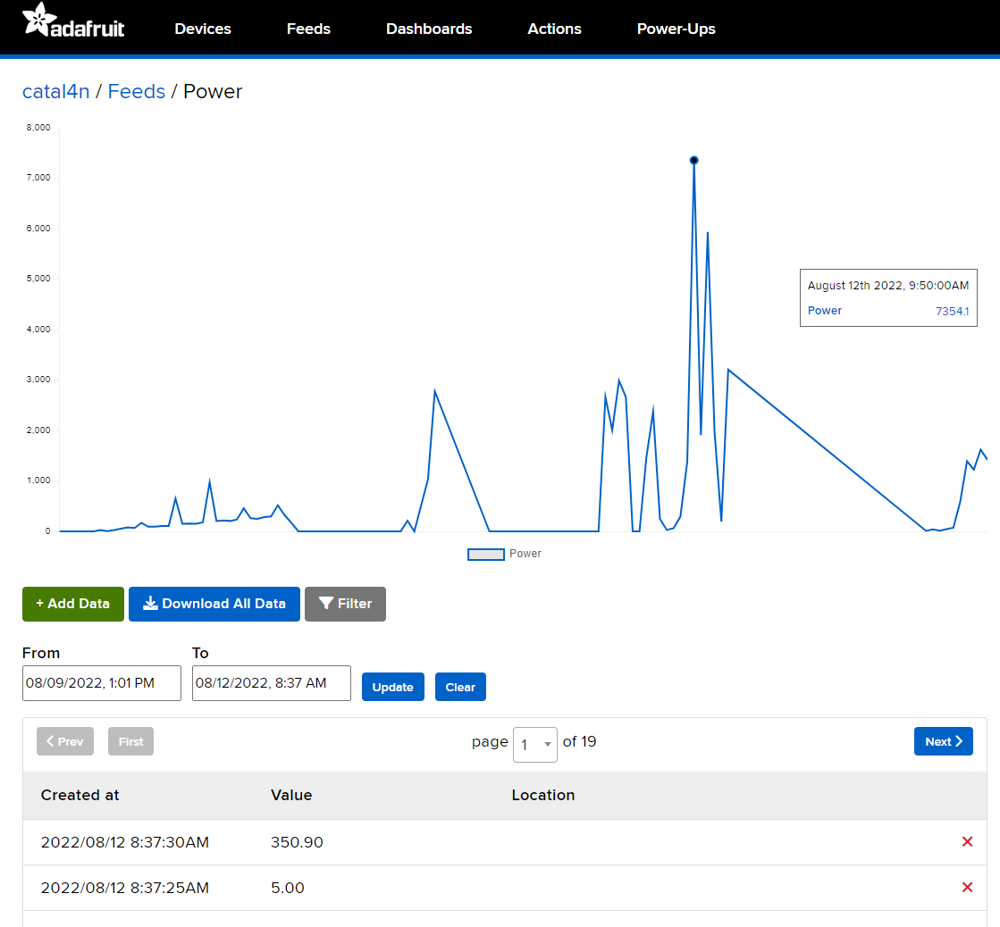 adafruit Devices Feeds Dashboards Actions Power-Ups
catal4n / Feeds / Power
8,000
7,000
6,000
5,000
August 12th 2022, 9:50:00AM
Power 7354.1
4,000
3,000
2,000
1,000
0
Power
+ Add Data Download All Data Filter
From To
08/09/2022, 1:01 PM 08/12/2022, 8:37 AM Update Clear
Prev First page 1 of 19 Next
Created at Value Location
2022/08/12 8:37:30AM 350.90
2022/08/12 8:37:25AM 5.00